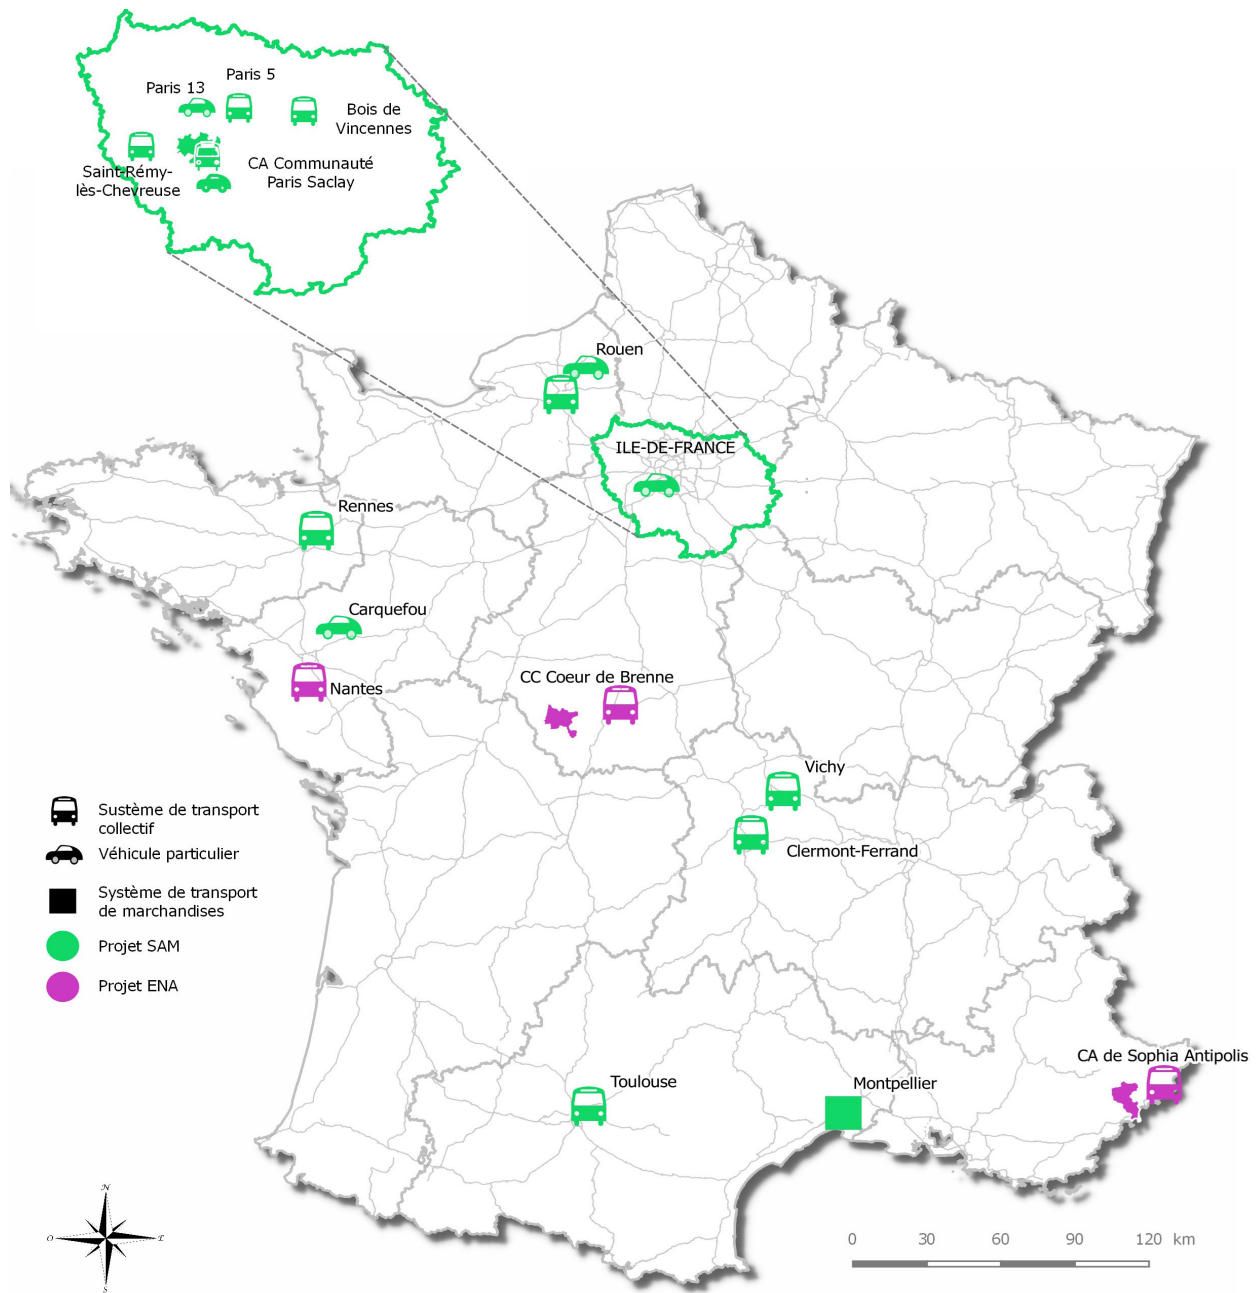 Paris 5
Paris 13
Bois de
Vincennes
CA Communauté
Paris Saclay
Saint-Rémy-
lès-Chevreuse
Rouen
ILE-DE-FRANCE
Rennes
Carquefou
Nantes
CC Coeur de Brenne
Vichy
Clermont-Ferrand
Sustème de transport
collectif
Véhicule particulier
Système de transport
de marchandises
Projet SAM
Projet ENA
CA de Sophia Antipolis
Toulouse
Montpellier
N
O
E
S
0 30 60 90 120 km